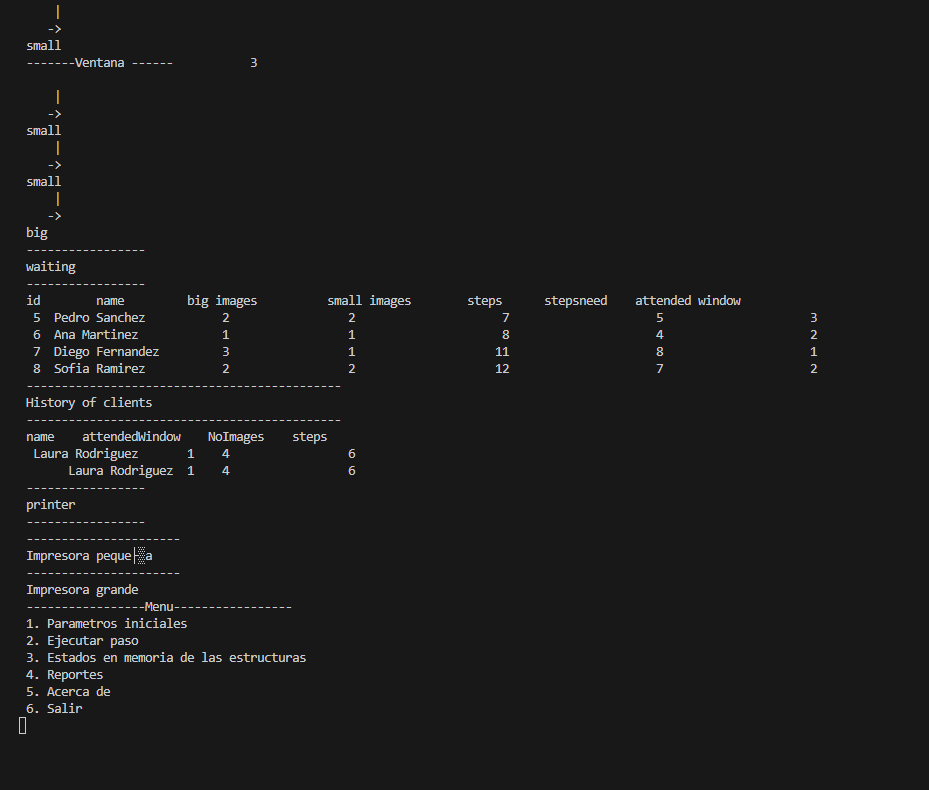 |
->
small
-------Ventana ------ 3
|
->
small
|
->
small
|
->
big
-----------------
waiting
-----------------
id name big images small images steps stepsneed attended window
5 Pedro Sanchez 2 2 7 5 3
6 Ana Martinez 1 1 8 4 2
7 Diego Fernandez 3 1 11 8 1
8 Sofia Ramirez 2 2 12 7 2
---------------------------------------------
History of clients
---------------------------------------------
name attendedWindow NoImages steps
Laura Rodriguez 1 4 6
Laura Rodriguez 1 4 6
-----------------
printer
-----------------
----------------------
Impresora peque├▒a
----------------------
Impresora grande
-----------------Menu-----------------
1. Parametros iniciales
2. Ejecutar paso
3. Estados en memoria de las estructuras
4. Reportes
5. Acerca de
6. Salir